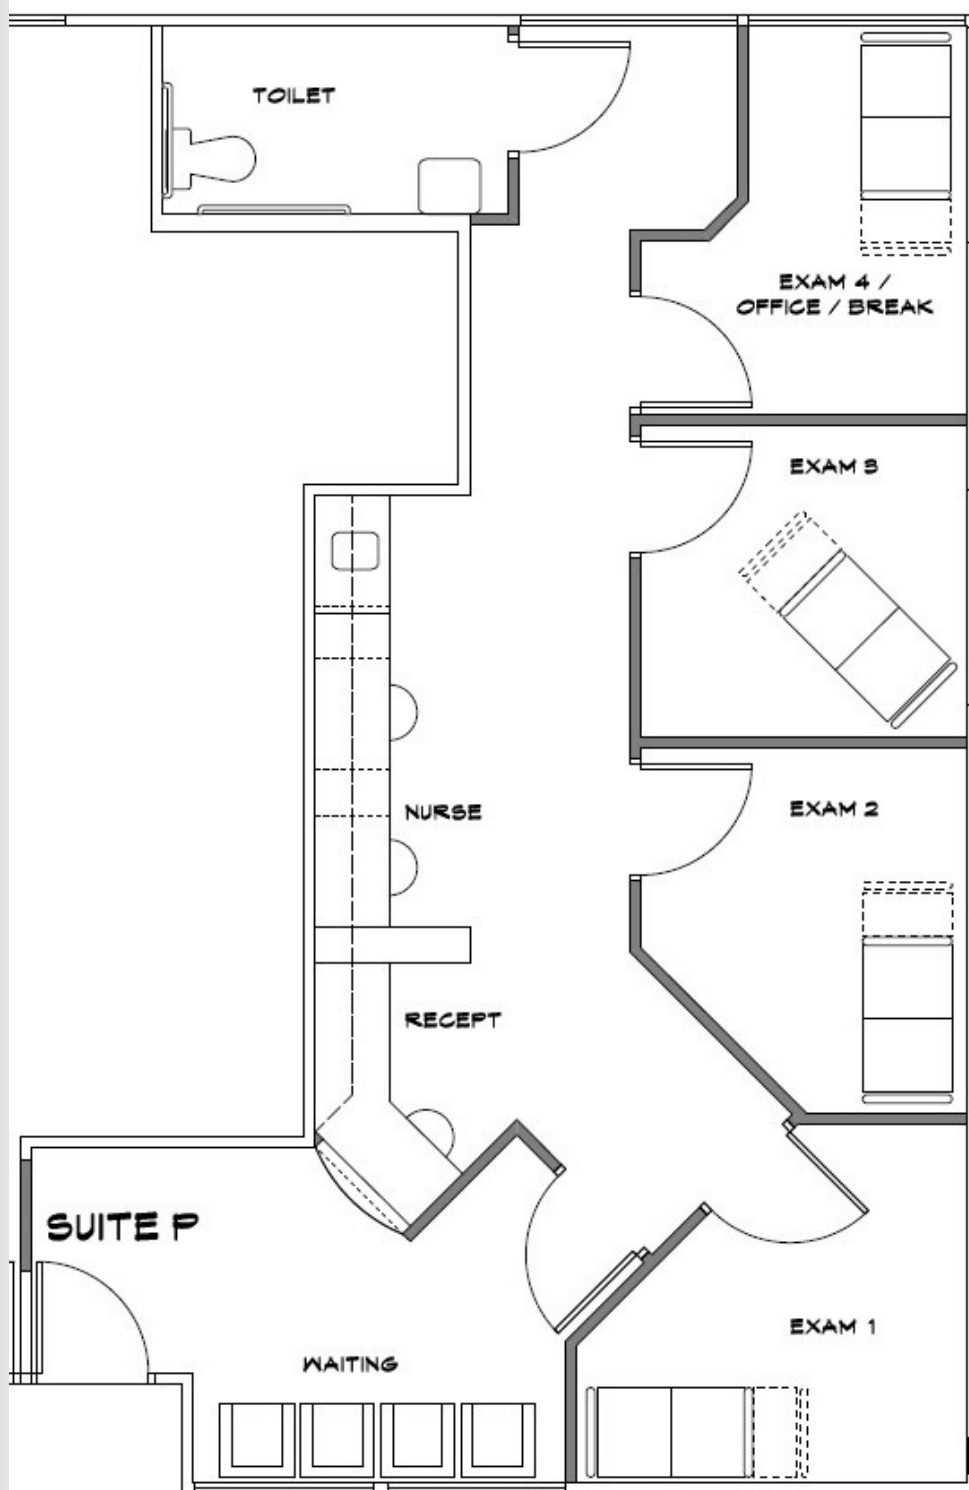 TOILET
EXAM 4 /
OFFICE / BREAK
EXAM 3
NURSE
EXAM 2
RECEPT
SUITE P
EXAM 1
WAITING